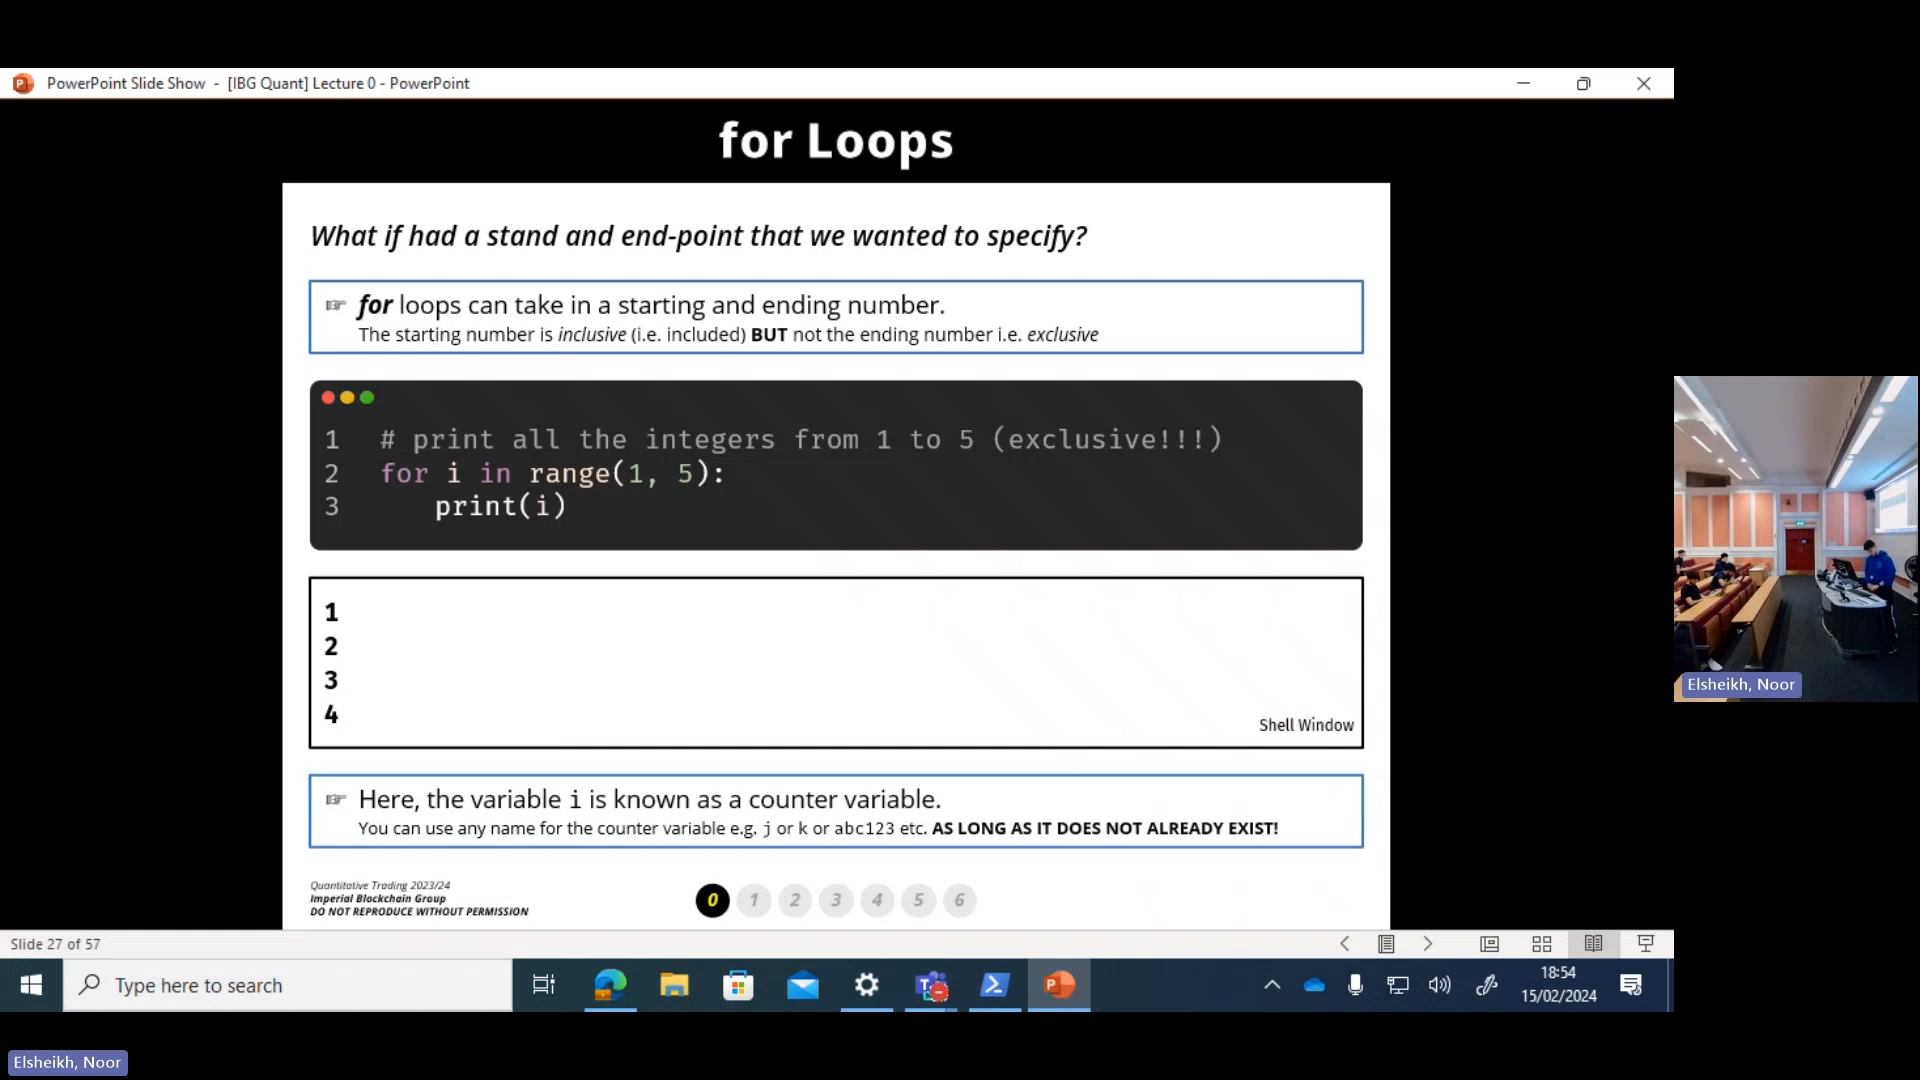 PowerPoint Slide Show - [IBG Quant] Lecture 0 - PowerPoint
for Loops
What if had a stand and end-point that we wanted to specify?
for loops can take in a starting and ending number.
The starting number is inclusive (i.e. included) BUT not the ending number i.e. exclusive
1 # print all the integers from 1 to 5 (exclusive!!!)
2 for i in range(1, 5):
3 print(i)
1
2
3
4
Shell Window
Here, the variable i is known as a counter variable.
You can use any name for the counter variable e.g. j or k or abc123 etc. AS LONG AS IT DOES NOT ALREADY EXIST!
Quantitative Trading 2023/24
Imperial Blockchain Group
DO NOT REPRODUCE WITHOUT PERMISSION
0 1 2 3 4 5 6
Slide 27 of 57
Type here to search
18:54
15/02/2024
Elsheikh, Noor
Elsheikh, Noor